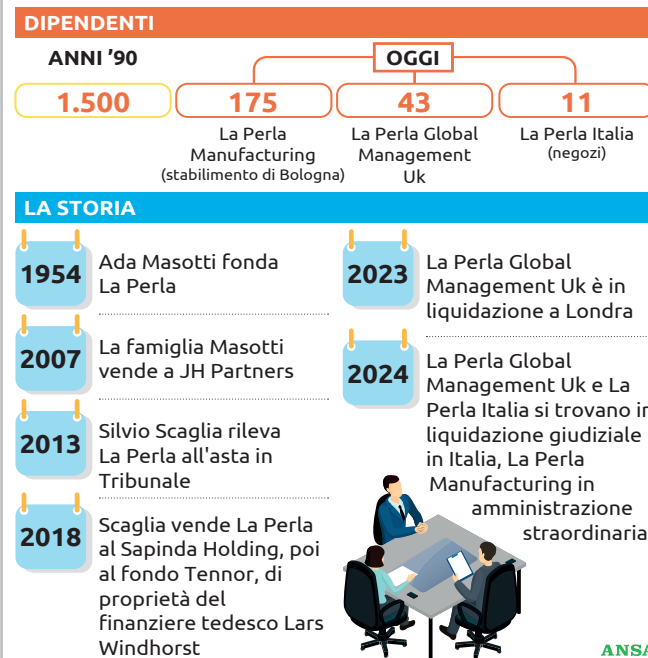 DIPENDENTI
ANNI '90
OGGI
1.500
175
43
11
La Perla
Manufacturing
(stabilimento di Bologna)
La Perla Global
Management
Uk
La Perla Italia
(negozi)
LA STORIA
1954
Ada Masotti fonda
La Perla
2007
La famiglia Masotti
vende a JH Partners
2013
Silvio Scaglia rileva
La Perla all'asta in
Tribunale
2018
Scaglia vende La Perla
al Sapinda Holding, poi
al fondo Tennor, di
proprietà del
finanziere tedesco Lars
Windhorst
2023
La Perla Global
Management Uk è in
liquidazione a Londra
2024
La Perla Global
Management Uk e La
Perla Italia si trovano in
liquidazione giudiziale
in Italia, La Perla
Manufacturing in
amministrazione
straordinaria
ANSA